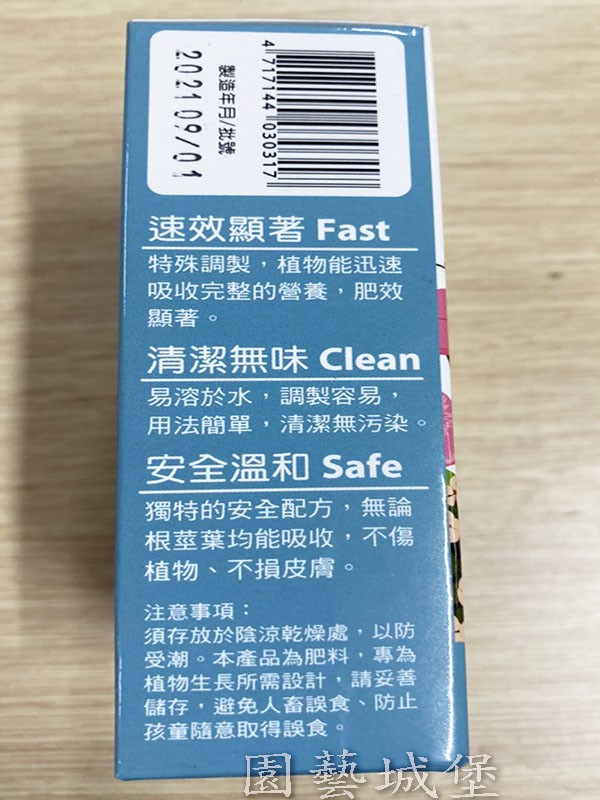 4 717144 030317
製造年月/批號
202109/01
速效顯著 Fast
特殊調製，植物能迅速
吸收完整的營養，肥效
顯著。
清潔無味 Clean
易溶於水，調製容易，
用法簡單，清潔無污染。
安全溫和 Safe
獨特的安全配方，無論
根莖葉均能吸收，不傷
植物、不損皮膚。
注意事項：
須存放於陰涼乾燥處，以防
受潮。本產品為肥料，專為
植物生長所需設計，請妥善
儲存，避免人畜誤食、防止
孩童隨意取得誤食。
園藝城堡